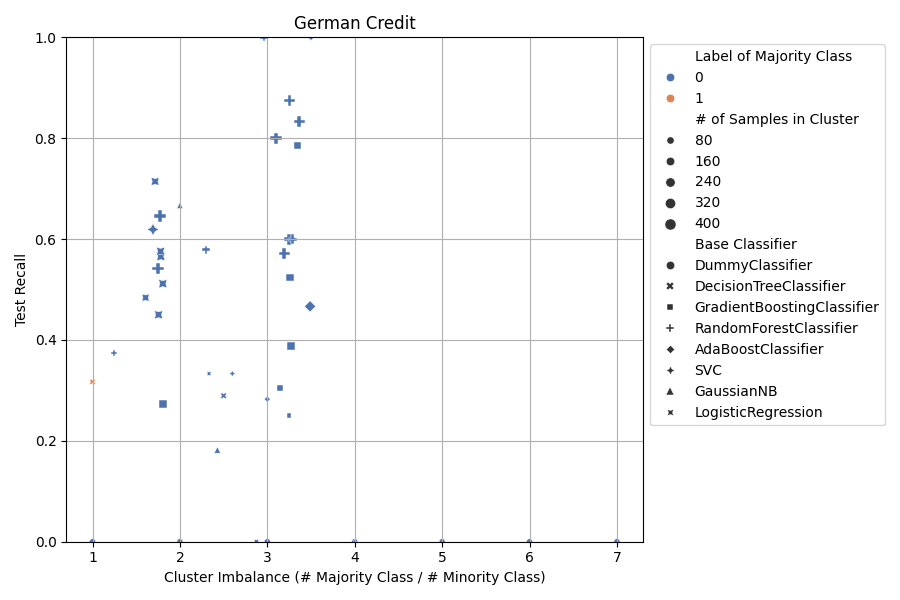 German Credit
1.0
0.8
0.6
0.4
0.2
0.0
Test Recall
1 2 3 4 5 6 7
Cluster Imbalance (# Majority Class / # Minority Class)
Label of Majority Class
0
1
# of Samples in Cluster
80
160
240
320
400
Base Classifier
DummyClassifier
DecisionTreeClassifier
GradientBoostingClassifier
RandomForestClassifier
AdaBoostClassifier
SVC
GaussianNB
LogisticRegression